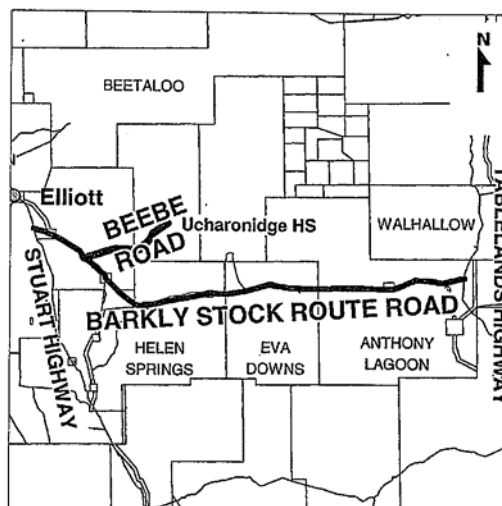 N
BEETALOO
Elliott
BEEBE
ROAD
Ucharonidge HS
WALHALLOW
TABLELANDS HIGHWAY
STUART HIGHWAY
BARKLY STOCK ROUTE ROAD
HELEN
SPRINGS
EVA
DOWNS
ANTHONY
LAGOON